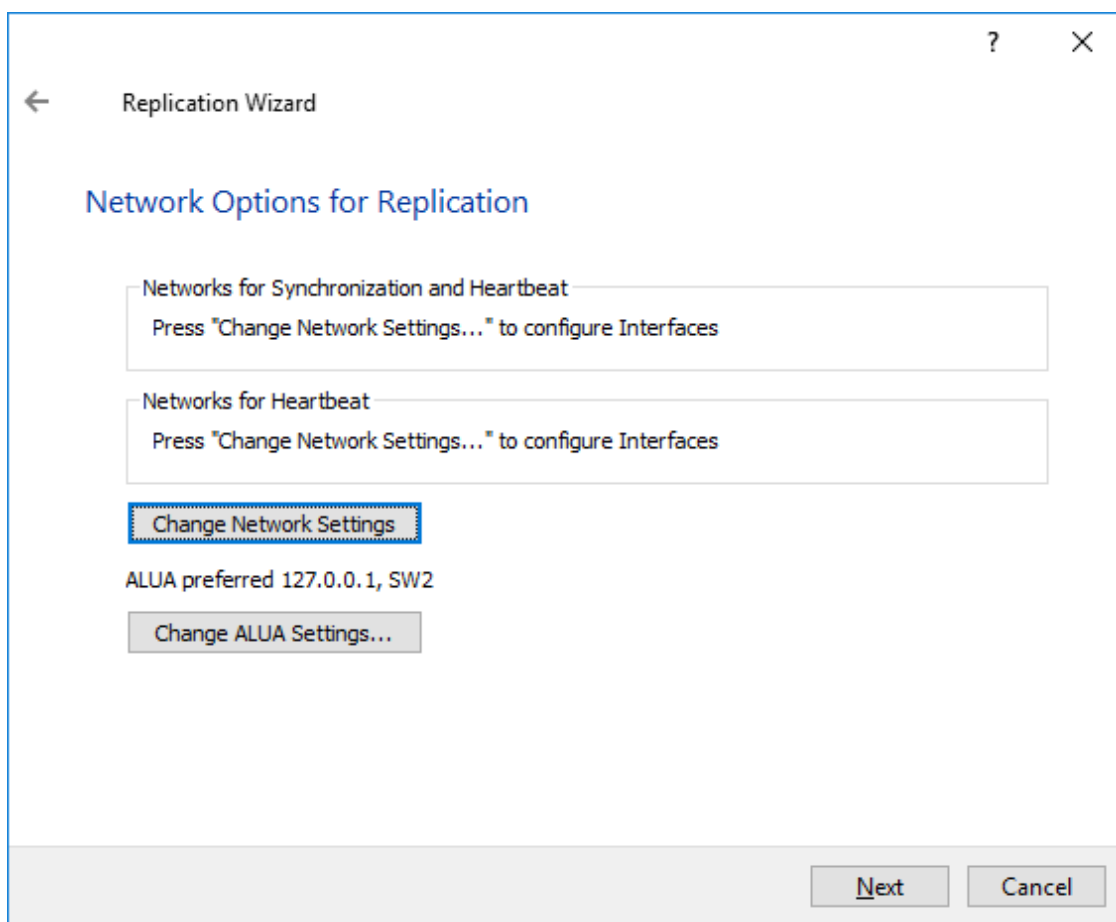 ?
Replication Wizard
Network Options for Replication
Networks for Synchronization and Heartbeat
Press "Change Network Settings..." to configure Interfaces
Networks for Heartbeat
Press "Change Network Settings..." to configure Interfaces
Change Network Settings
ALUA preferred 127.0.0.1, SW2
Change ALUA Settings...
Next
Cancel